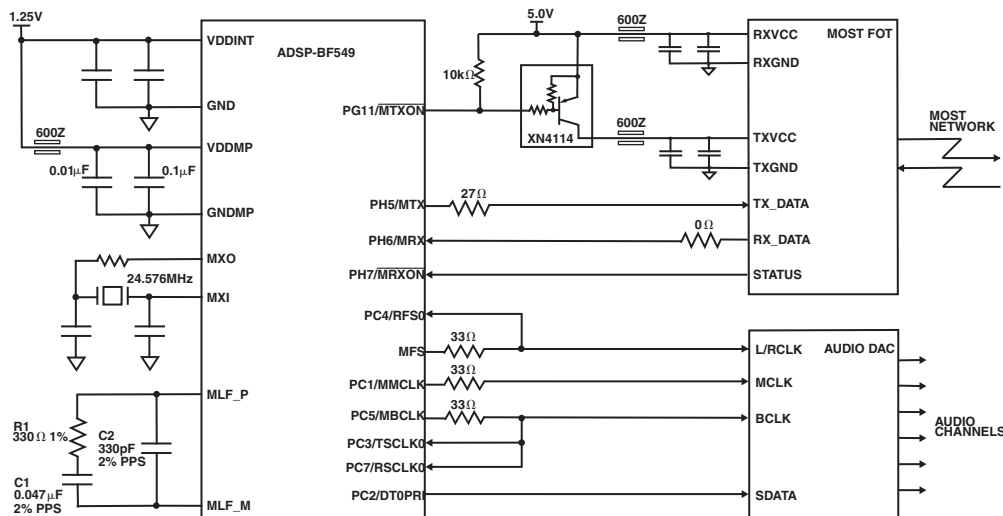 1.25V
VDDINT
GND
600Z
VDDMP
0.01μF
0.1μF
GNDMP
MXO
24.576MHz
MXI
MLF_P
R1
330Ω 1%
C2
330pF
2% PPS
C1
0.047μF
2% PPS
MLF_M
ADSP-BF549
PG11/MTXON
PH5/MTX
PH6/MRX
PH7/MRXON
PC4/RFS0
MFS
PC1/MMCLK
PC5/MBCLK
PC3/TSCLK0
PC7/RSCLK0
PC2/DT0PRI
5.0V
10kΩ
XN4114
600Z
600Z
27Ω
0Ω
33Ω
33Ω
33Ω
MOST FOT
RXVCC
RXGND
TXVCC
TXGND
TX_DATA
RX_DATA
STATUS
MOST
NETWORK
AUDIO DAC
L/RCLK
MCLK
BCLK
SDATA
AUDIO
CHANNELS